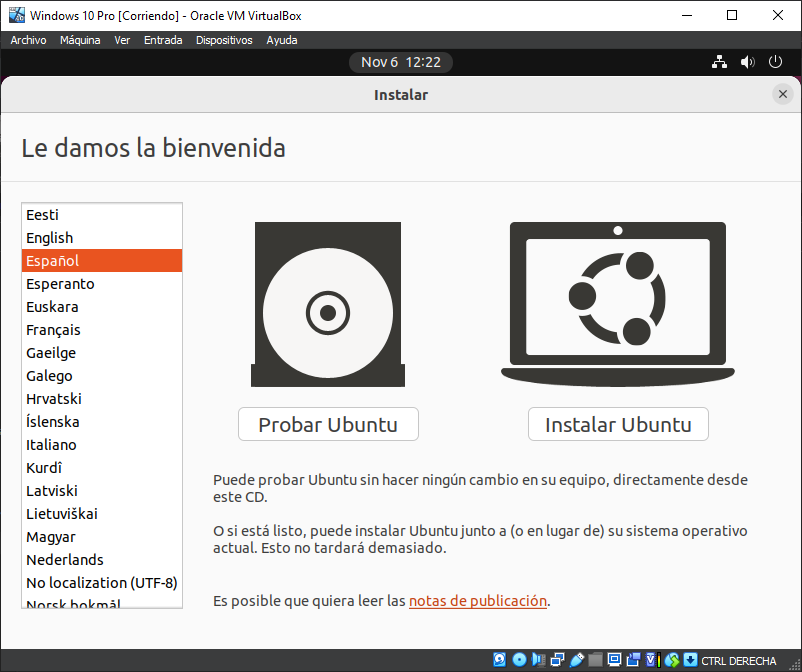 Windows 10 Pro [Corriendo] - Oracle VM VirtualBox
Archivo Máquina Ver Entrada Dispositivos Ayuda
Nov 6 12:22
Instalar
Le damos la bienvenida
Eesti
English
Español
Esperanto
Euskara
Français
Gaeilge
Galego
Hrvatski
Íslenska
Italiano
Kurdî
Latviski
Lietuviškai
Magyar
Nederlands
No localization (UTF-8)
Norsk bokmål
Probar Ubuntu
Instalar Ubuntu
Puede probar Ubuntu sin hacer ningún cambio en su equipo, directamente desde
este CD.
O si está listo, puede instalar Ubuntu junto a (o en lugar de) su sistema operativo
actual. Esto no tardará demasiado.
Es posible que quiera leer las notas de publicación.
CTRL DERECHA